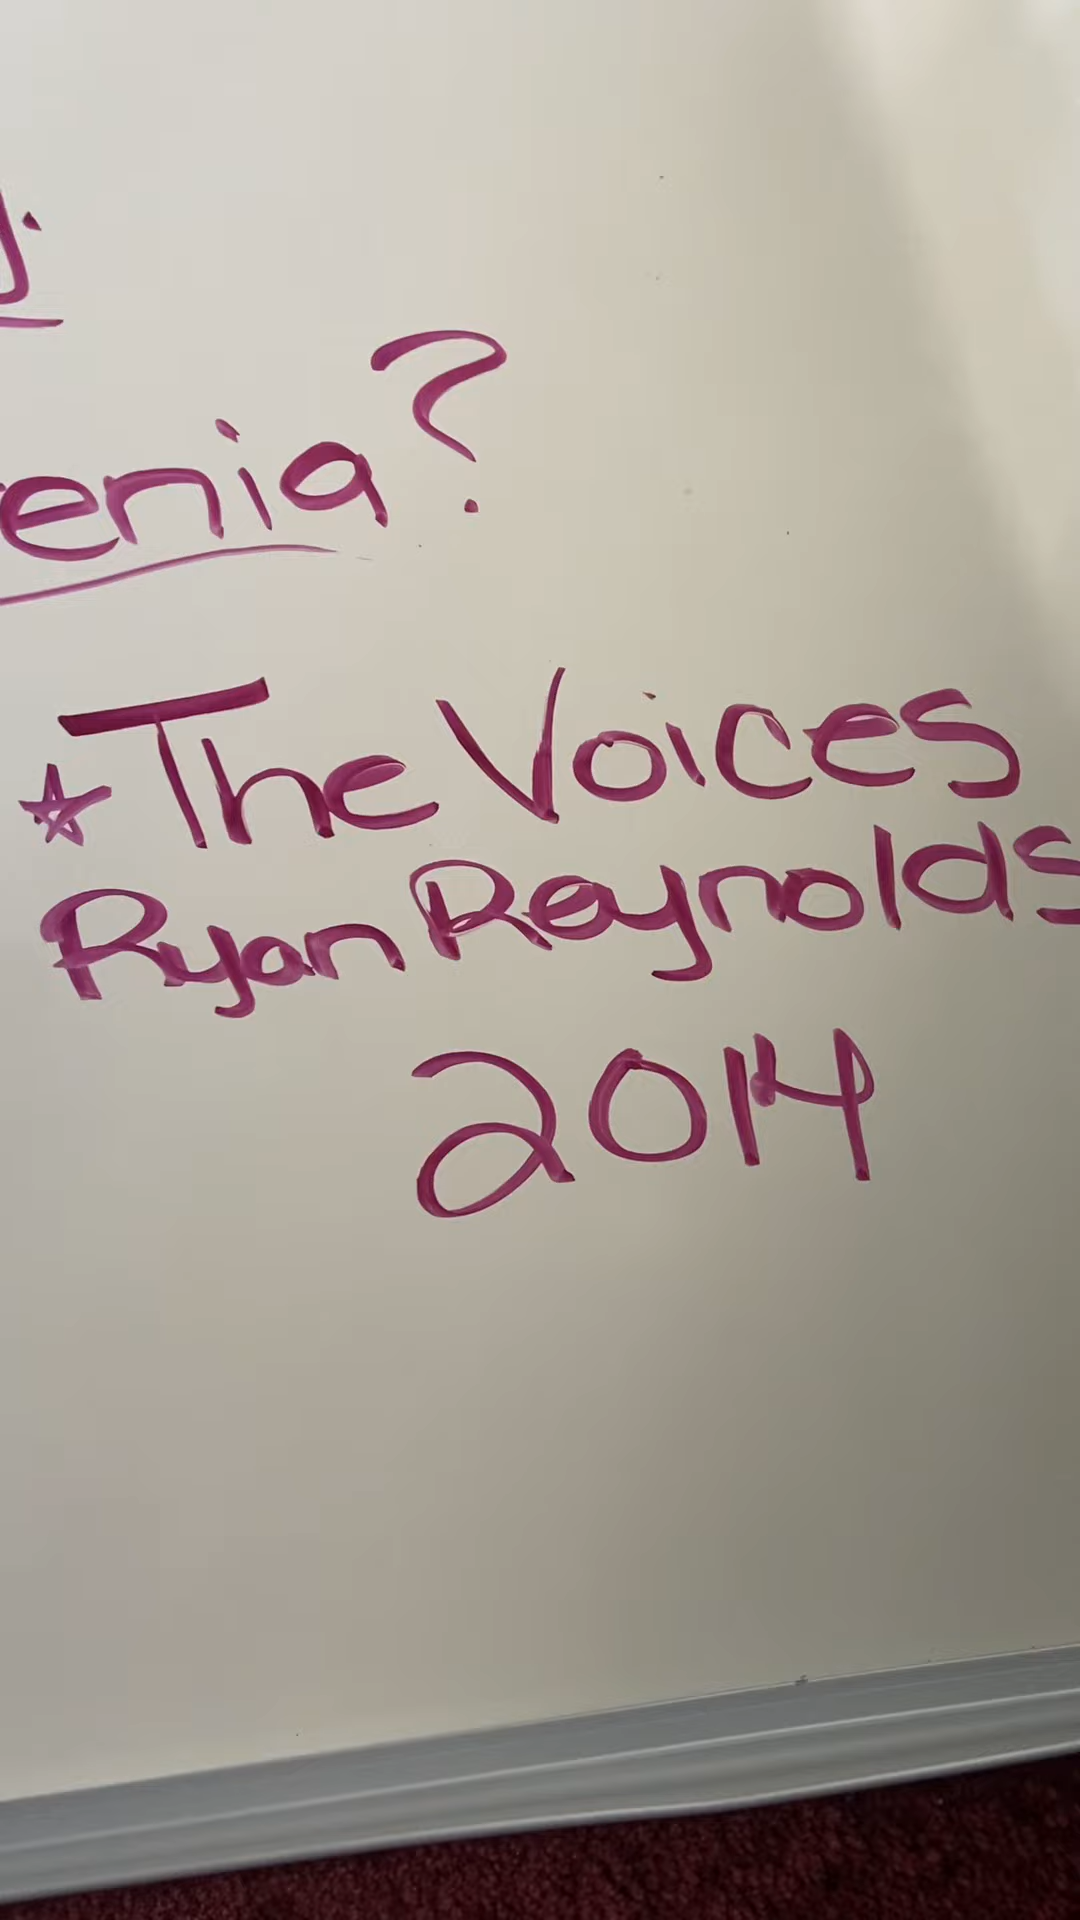 enia?
☆ The Voices
Ryan Reynolds
2014